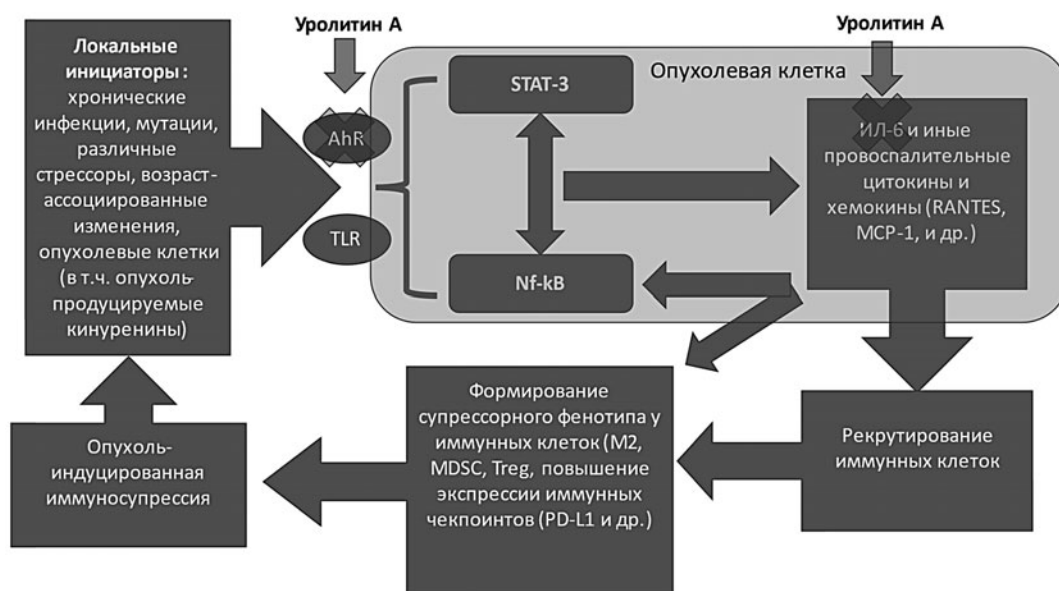 Уролитин А
Уролитин А
Локальные
инициаторы :
хронические
инфекции, мутации,
различные
стрессоры, возраст-
ассоциированные
изменения,
опухолевые клетки
(в т.ч. опухоль-
продуцируемые
кинуренины)
AhR
TLR
STAT-3
Nf-kB
Опухолевая клетка
ИЛ-6 и иные
провоспалительные
цитокины и
хемокины (RANTES,
MCP-1, и др.)
Рекрутирование
иммунных клеток
Формирование
супрессорного фенотипа у
иммунных клеток (M2,
MDSC, Treg, повышение
экспрессии иммунных
чекпоинтов (PD-L1 и др.)
Опухоль-
индуцированная
иммуносупрессия